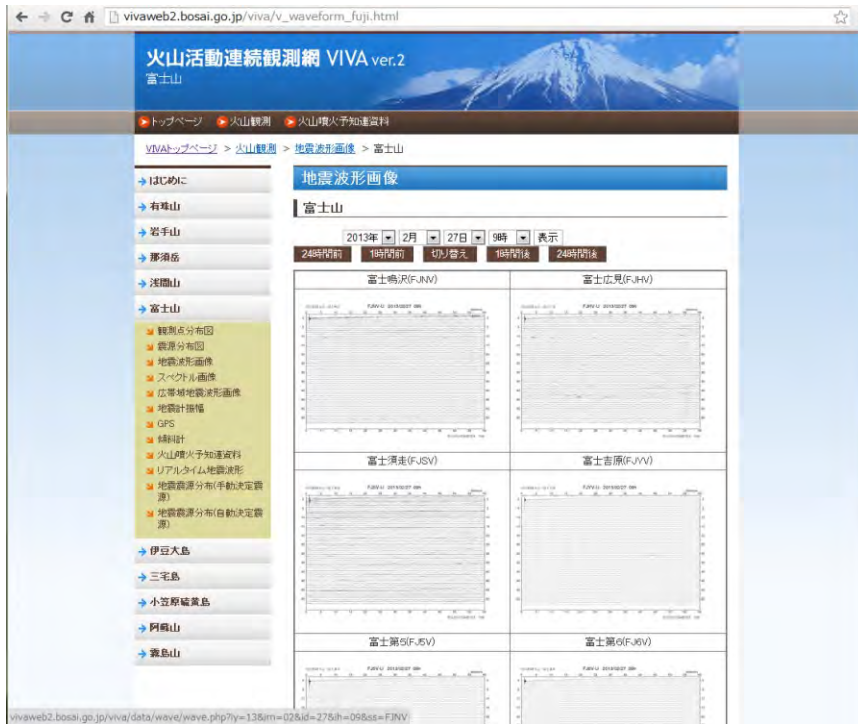 vivaweb2.bosai.go.jp/viva/v_waveform_fuji.html
火山活動連続観測網 VIVA ver.2
富士山
トップページ 火山観測 火山噴火予知連資料
VIVAトップページ > 火山観測 > 地震波形画像 > 富士山
はじめに
有珠山
岩手山
那須岳
浅間山
富士山
観測点分布図
震源分布図
地震波形画像
スペクトル画像
広帯域地震波形画像
地震計振幅
GPS
傾斜計
火山噴火予知連資料
リアルタイム地震波形
地震震源分布(手動決定震
源)
地震震源分布(自動決定震
源)
伊豆大島
三宅島
小笠原硫黄島
阿蘇山
霧島山
地震波形画像
富士山
2013年 2月 27日 9時 表示
24時間前 1時間前 切り替え 1時間後 24時間後
富士鳴沢(FJNV) 富士広見(FJHV)
富士須走(FJSV) 富士吉原(FJYV)
富士第5(FJ5V) 富士第6(FJ6V)
vivaweb2.bosai.go.jp/viva/data/wave/wave.php?iy=13&im=02&id=27&ih=09&ss=FJNV